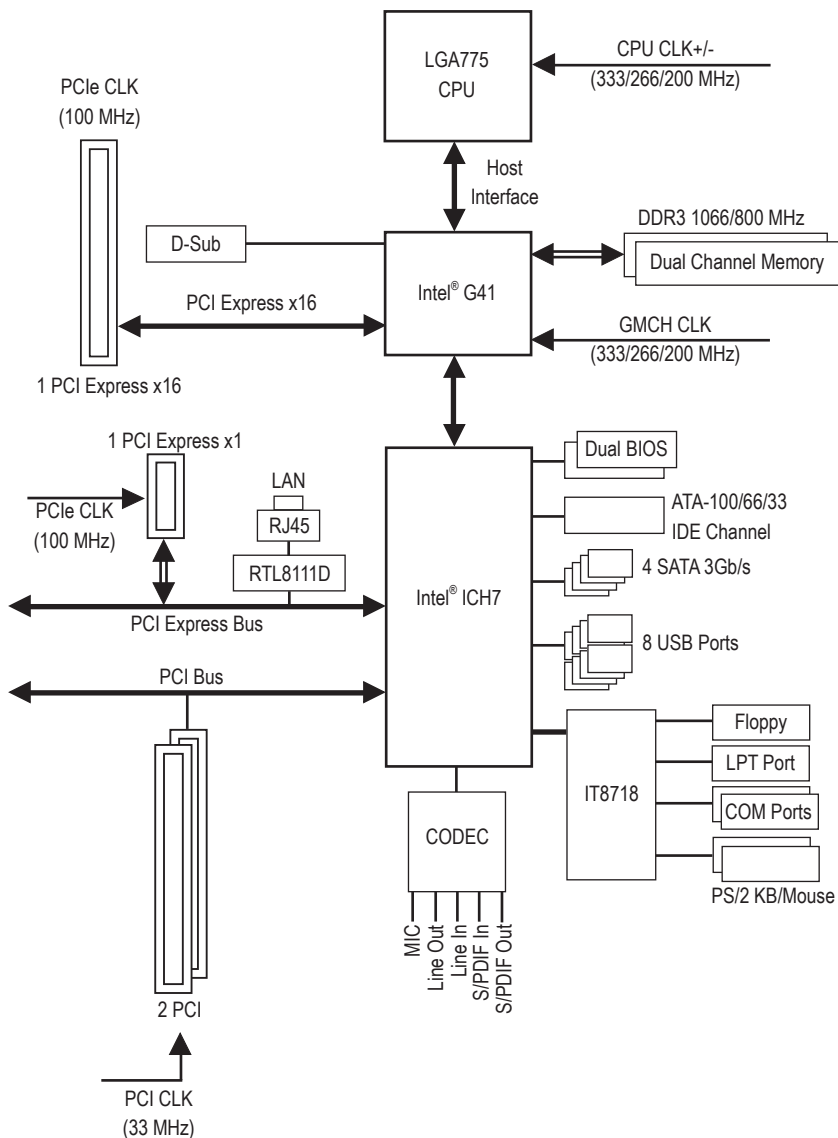 LGA775
CPU
CPU CLK+/-
(333/266/200 MHz)
PCIe CLK
(100 MHz)
Host
Interface
DDR3 1066/800 MHz
Dual Channel Memory
D-Sub
Intel® G41
PCI Express x16
GMCH CLK
(333/266/200 MHz)
1 PCI Express x16
1 PCI Express x1
PCIe CLK
(100 MHz)
LAN
RJ45
RTL8111D
PCI Express Bus
Intel® ICH7
Dual BIOS
ATA-100/66/33
IDE Channel
4 SATA 3Gb/s
8 USB Ports
PCI Bus
IT8718
Floppy
LPT Port
COM Ports
PS/2 KB/Mouse
CODEC
MIC
Line Out
Line In
S/PDIF In
S/PDIF Out
2 PCI
PCI CLK
(33 MHz)